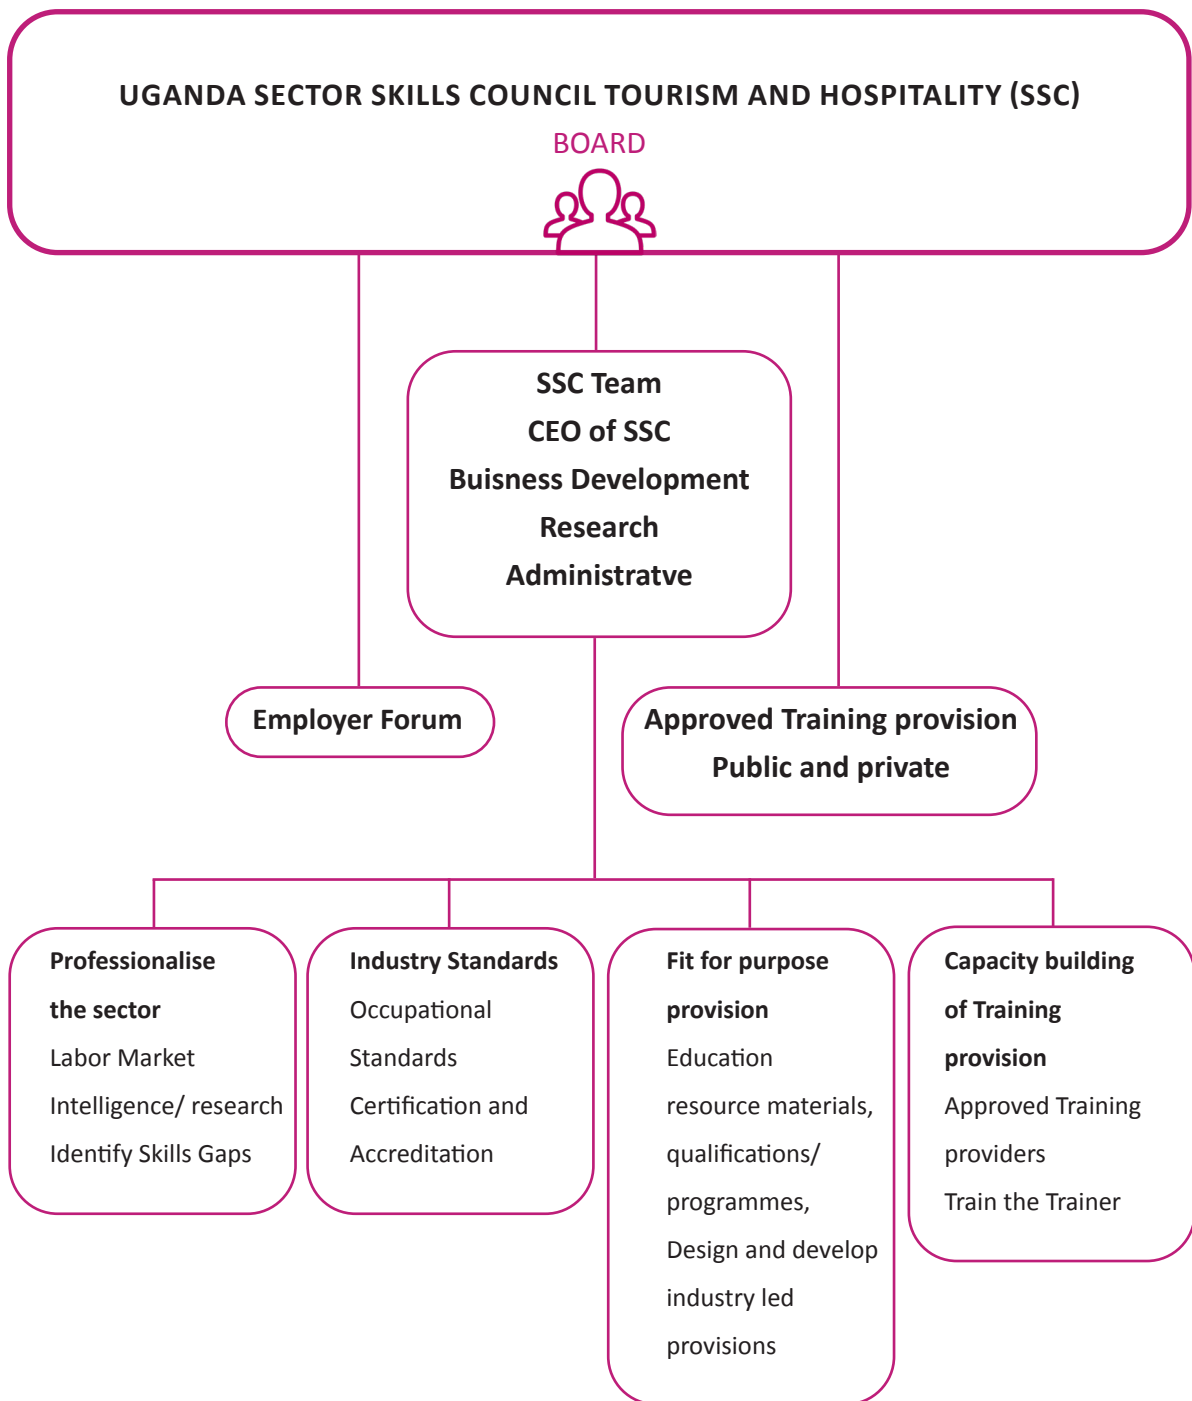 UGANDA SECTOR SKILLS COUNCIL TOURISM AND HOSPITALITY (SSC)
BOARD
SSC Team
CEO of SSC
Buisness Development
Research
Administratve
Employer Forum
Approved Training provision
Public and private
Professionalise
the sector
Labor Market
Intelligence/ research
Identify Skills Gaps
Industry Standards
Occupational
Standards
Certification and
Accreditation
Fit for purpose
provision
Education
resource materials,
qualifications/
programmes,
Design and develop
industry led
provisions
Capacity building
of Training
provision
Approved Training
providers
Train the Trainer